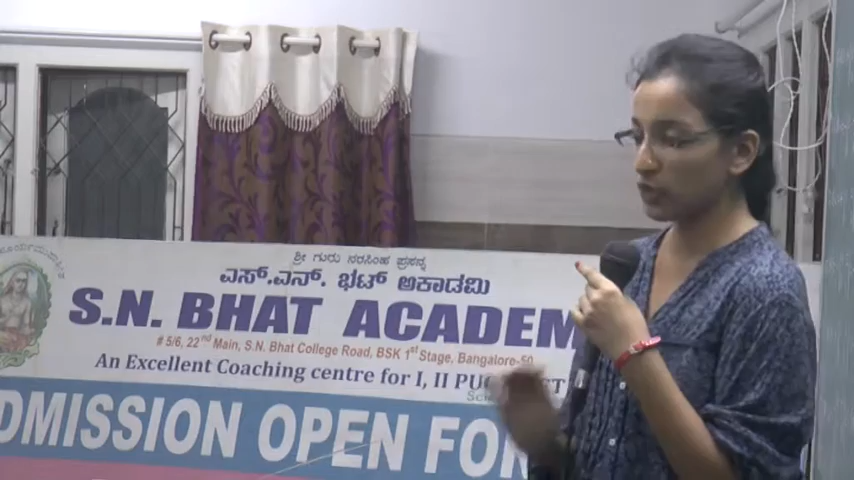 ಶ್ರೀ ಗುರು ನರಸಿಂಹ ಪ್ರಸನ್ನ
ಎಸ್.ಎನ್. ಭಟ್ ಅಕಾಡಮಿ
S.N. BHAT ACADEM
# 5/6, 22nd Main, S.N. Bhat College Road, BSK 1st Stage, Bangalore-50
An Excellent Coaching Centre for I, II PUC
DMISSION OPEN FO